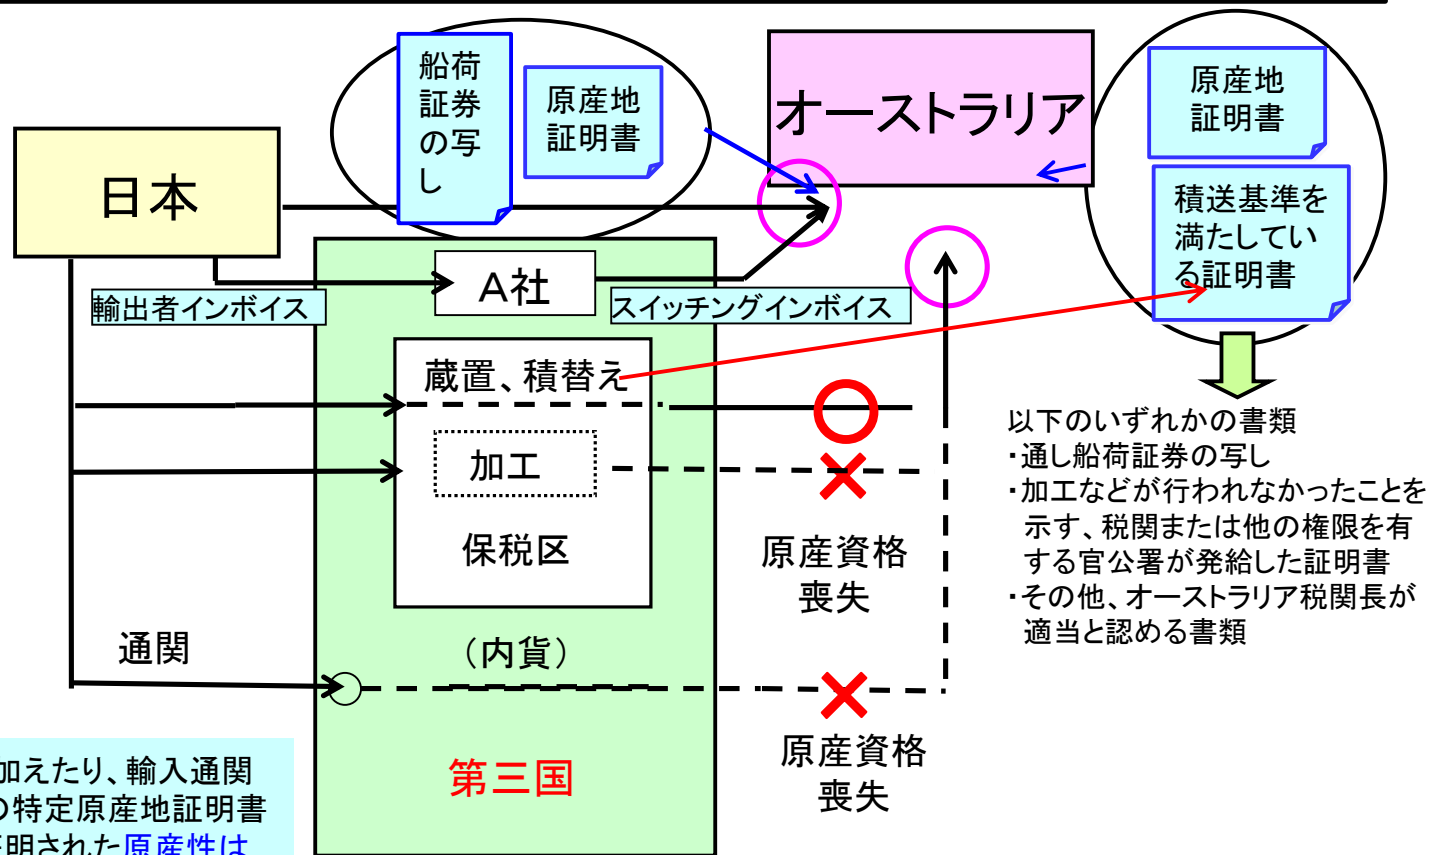 船荷
証券
の写
し
原産地
証明書
オーストラリア
原産地
証明書
日本
積送基準を
満たしてい
る証明書
輸出者インボイス
A社
スイッチングインボイス
蔵置、積替え
加工
保税区
原産資格
喪失
以下のいずれかの書類
・通し船荷証券の写し
・加工などが行われなかったことを
示す、税関または他の権限を有
する官公署が発給した証明書
・その他、オーストラリア税関長が
適当と認める書類
通関
（内貨）
原産資格
喪失
第三国
加えたり、輸入通関
の特定原産地証明書
証明された原産性は